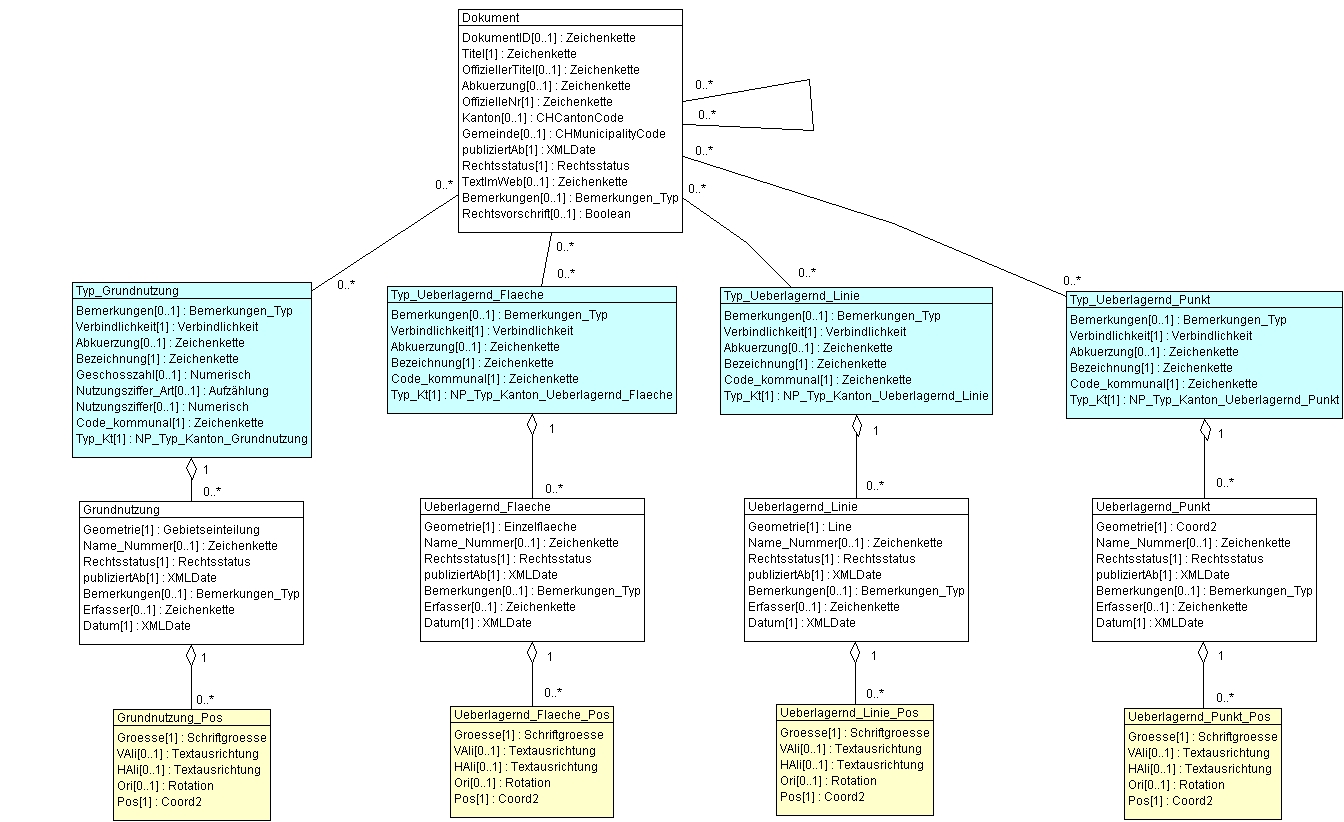 Dokument
DokumentID[0..1] : Zeichenkette
Titel[1] : Zeichenkette
OffiziellerTitel[0..1] : Zeichenkette
Abkuerzung[0..1] : Zeichenkette
OffizielleNr[1] : Zeichenkette
Kanton[0..1] : CHCantonCode
Gemeinde[0..1] : CHMunicipalityCode
publiziertAb[1] : XMLDate
Rechtsstatus[1] : Rechtsstatus
TextImWeb[0..1] : Zeichenkette
Bemerkungen[0..1] : Bemerkungen_Typ
Rechtsvorschrift[0..1] : Boolean
0..*
0..*
0..*
0..*
0..*
0..*
0..*
0..*
0..*
0..*
Typ_Grundnutzung
Bemerkungen[0..1] : Bemerkungen_Typ
Verbindlichkeit[1] : Verbindlichkeit
Abkuerzung[0..1] : Zeichenkette
Bezeichnung[1] : Zeichenkette
Geschosszahl[0..1] : Numerisch
Nutzungsziffer_Art[0..1] : Aufzählung
Nutzungsziffer[0..1] : Numerisch
Code_kommunal[1] : Zeichenkette
Typ_Kt[1] : NP_Typ_Kanton_Grundnutzung
1
0..*
Typ_Ueberlagernd_Flaeche
Bemerkungen[0..1] : Bemerkungen_Typ
Verbindlichkeit[1] : Verbindlichkeit
Abkuerzung[0..1] : Zeichenkette
Bezeichnung[1] : Zeichenkette
Code_kommunal[1] : Zeichenkette
Typ_Kt[1] : NP_Typ_Kanton_Ueberlagernd_Flaeche
1
0..*
Typ_Ueberlagernd_Linie
Bemerkungen[0..1] : Bemerkungen_Typ
Verbindlichkeit[1] : Verbindlichkeit
Abkuerzung[0..1] : Zeichenkette
Bezeichnung[1] : Zeichenkette
Code_kommunal[1] : Zeichenkette
Typ_Kt[1] : NP_Typ_Kanton_Ueberlagernd_Linie
1
0..*
Typ_Ueberlagernd_Punkt
Bemerkungen[0..1] : Bemerkungen_Typ
Verbindlichkeit[1] : Verbindlichkeit
Abkuerzung[0..1] : Zeichenkette
Bezeichnung[1] : Zeichenkette
Code_kommunal[1] : Zeichenkette
Typ_Kt[1] : NP_Typ_Kanton_Ueberlagernd_Punkt
1
0..*
Grundnutzung
Geometrie[1] : Gebietseinteilung
Name_Nummer[0..1] : Zeichenkette
Rechtsstatus[1] : Rechtsstatus
publiziertAb[1] : XMLDate
Bemerkungen[0..1] : Bemerkungen_Typ
Erfasser[0..1] : Zeichenkette
Datum[1] : XMLDate
1
0..*
Ueberlagernd_Flaeche
Geometrie[1] : Einzelflaeche
Name_Nummer[0..1] : Zeichenkette
Rechtsstatus[1] : Rechtsstatus
publiziertAb[1] : XMLDate
Bemerkungen[0..1] : Bemerkungen_Typ
Erfasser[0..1] : Zeichenkette
Datum[1] : XMLDate
1
0..*
Ueberlagernd_Linie
Geometrie[1] : Line
Name_Nummer[0..1] : Zeichenkette
Rechtsstatus[1] : Rechtsstatus
publiziertAb[1] : XMLDate
Bemerkungen[0..1] : Bemerkungen_Typ
Erfasser[0..1] : Zeichenkette
Datum[1] : XMLDate
1
0..*
Ueberlagernd_Punkt
Geometrie[1] : Coord2
Name_Nummer[0..1] : Zeichenkette
Rechtsstatus[1] : Rechtsstatus
publiziertAb[1] : XMLDate
Bemerkungen[0..1] : Bemerkungen_Typ
Erfasser[0..1] : Zeichenkette
Datum[1] : XMLDate
1
0..*
Grundnutzung_Pos
Groesse[1] : Schriftgroesse
VAli[0..1] : Textausrichtung
HAli[0..1] : Textausrichtung
Ori[0..1] : Rotation
Pos[1] : Coord2
Ueberlagernd_Flaeche_Pos
Groesse[1] : Schriftgroesse
VAli[0..1] : Textausrichtung
HAli[0..1] : Textausrichtung
Ori[0..1] : Rotation
Pos[1] : Coord2
Ueberlagernd_Linie_Pos
Groesse[1] : Schriftgroesse
VAli[0..1] : Textausrichtung
HAli[0..1] : Textausrichtung
Ori[0..1] : Rotation
Pos[1] : Coord2
Ueberlagernd_Punkt_Pos
Groesse[1] : Schriftgroesse
VAli[0..1] : Textausrichtung
HAli[0..1] : Textausrichtung
Ori[0..1] : Rotation
Pos[1] : Coord2